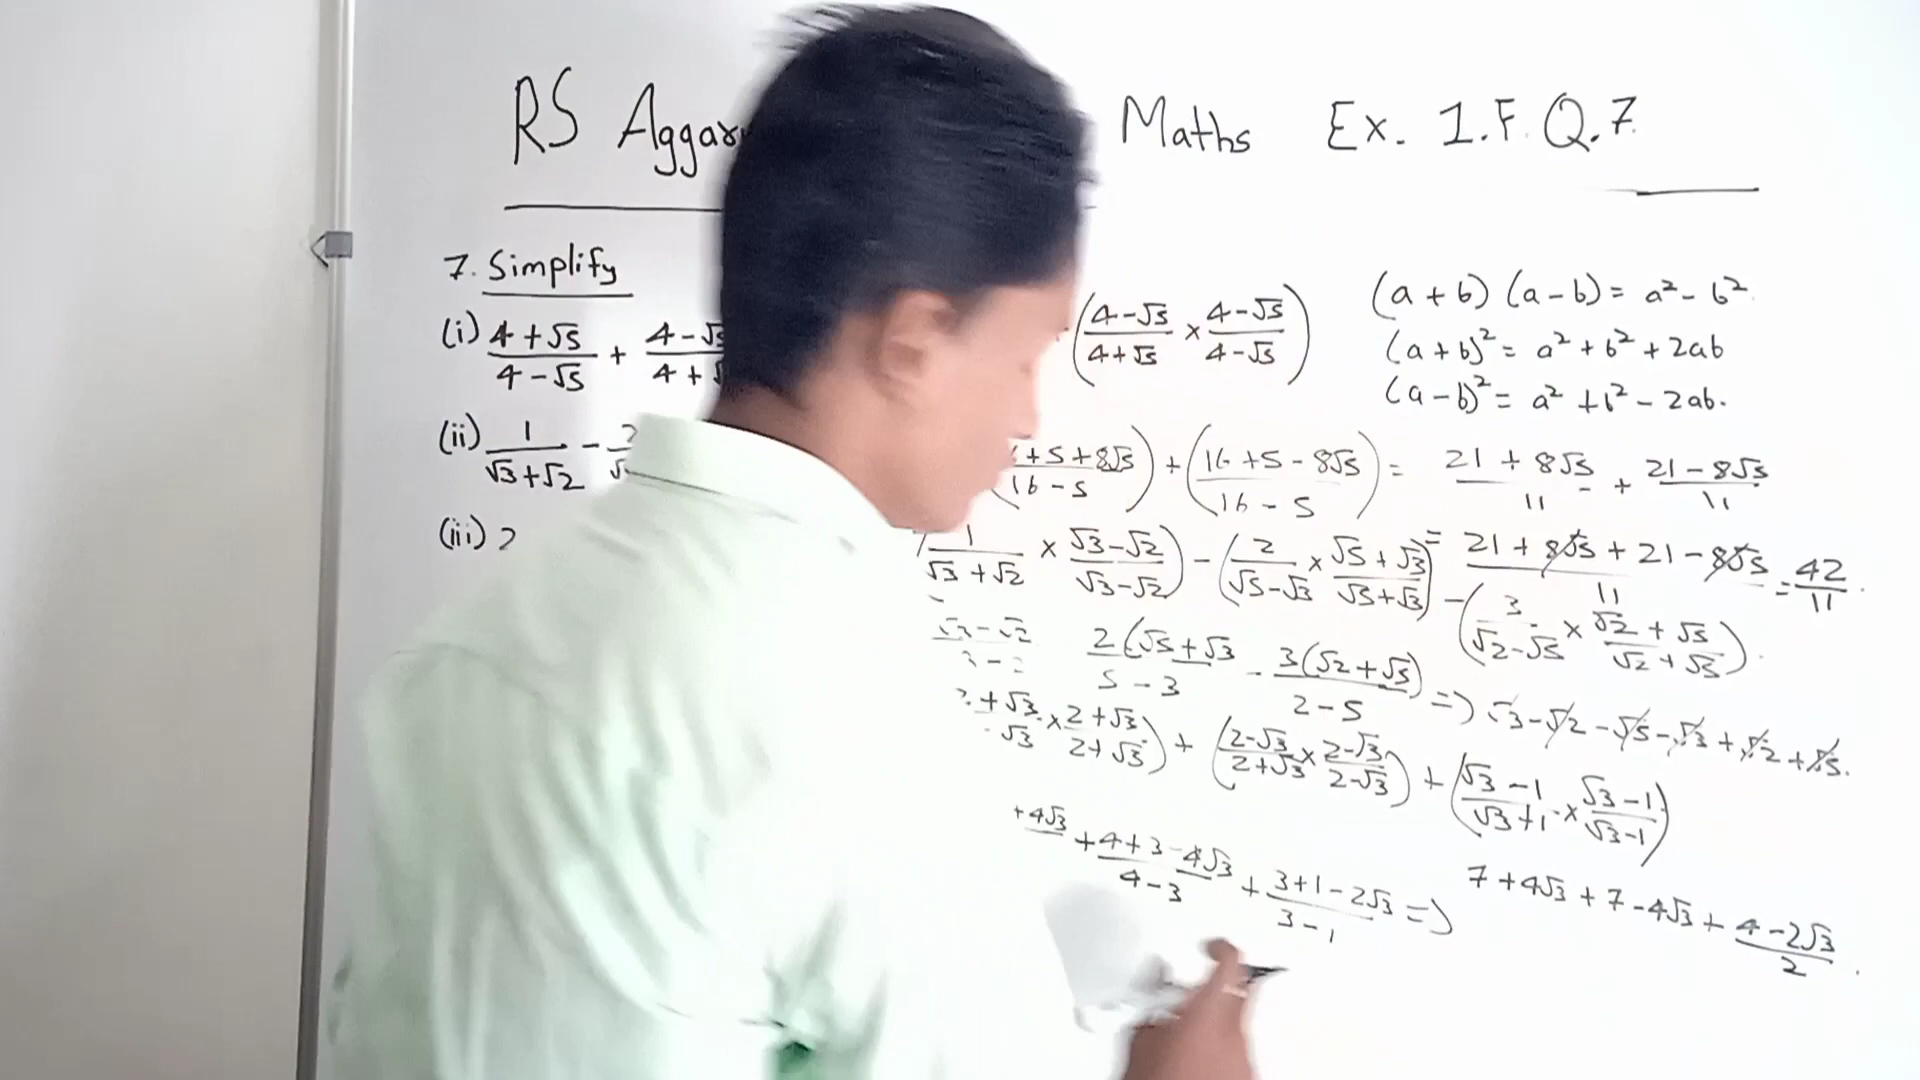 RS Aggar Maths Ex. 1.F. Q.7
7. Simplify
(i) (4+√5)/(4-√5) + (4-√5)/(4+√
((4-√5)/(4+√5) × (4-√5)/(4-√5))
(a+b) (a-b) = a² - b².
(a+b)² = a² + b² + 2ab
(a-b)² = a² + b² - 2ab.
(ii) 1/(√3+√2) -
+5+8√5)/(16-5)) + ((16+5-8√5)/(16-5)) = (21+8√5)/11 + (21-8√5)/11
= (21+8√5+21-8√5)/11 = 42/11.
(iii) 2
1/(√3+√2) × (√3-√2)/(√3-√2)) - (2/(√5-√3) × (√5+√3)/(√5+√3)) - (3/(√2-√5) × (√2+√5)/(√2+√5)).
2(√5+√3)/(5-3) - 3(√2+√5)/(2-5) => √3-√2-√5-√3+√2+√5.
+√3)/( -√3) × (2+√3)/(2+√3)) + ((2-√3)/(2+√3) × (2-√3)/(2-√3)) + ((√3-1)/(√3+1) × (√3-1)/(√3-1))
+4√3 + (4+3-4√3)/(4-3) + (3+1-2√3)/(3-1) => 7+4√3+7-4√3+(4-2√3)/2.